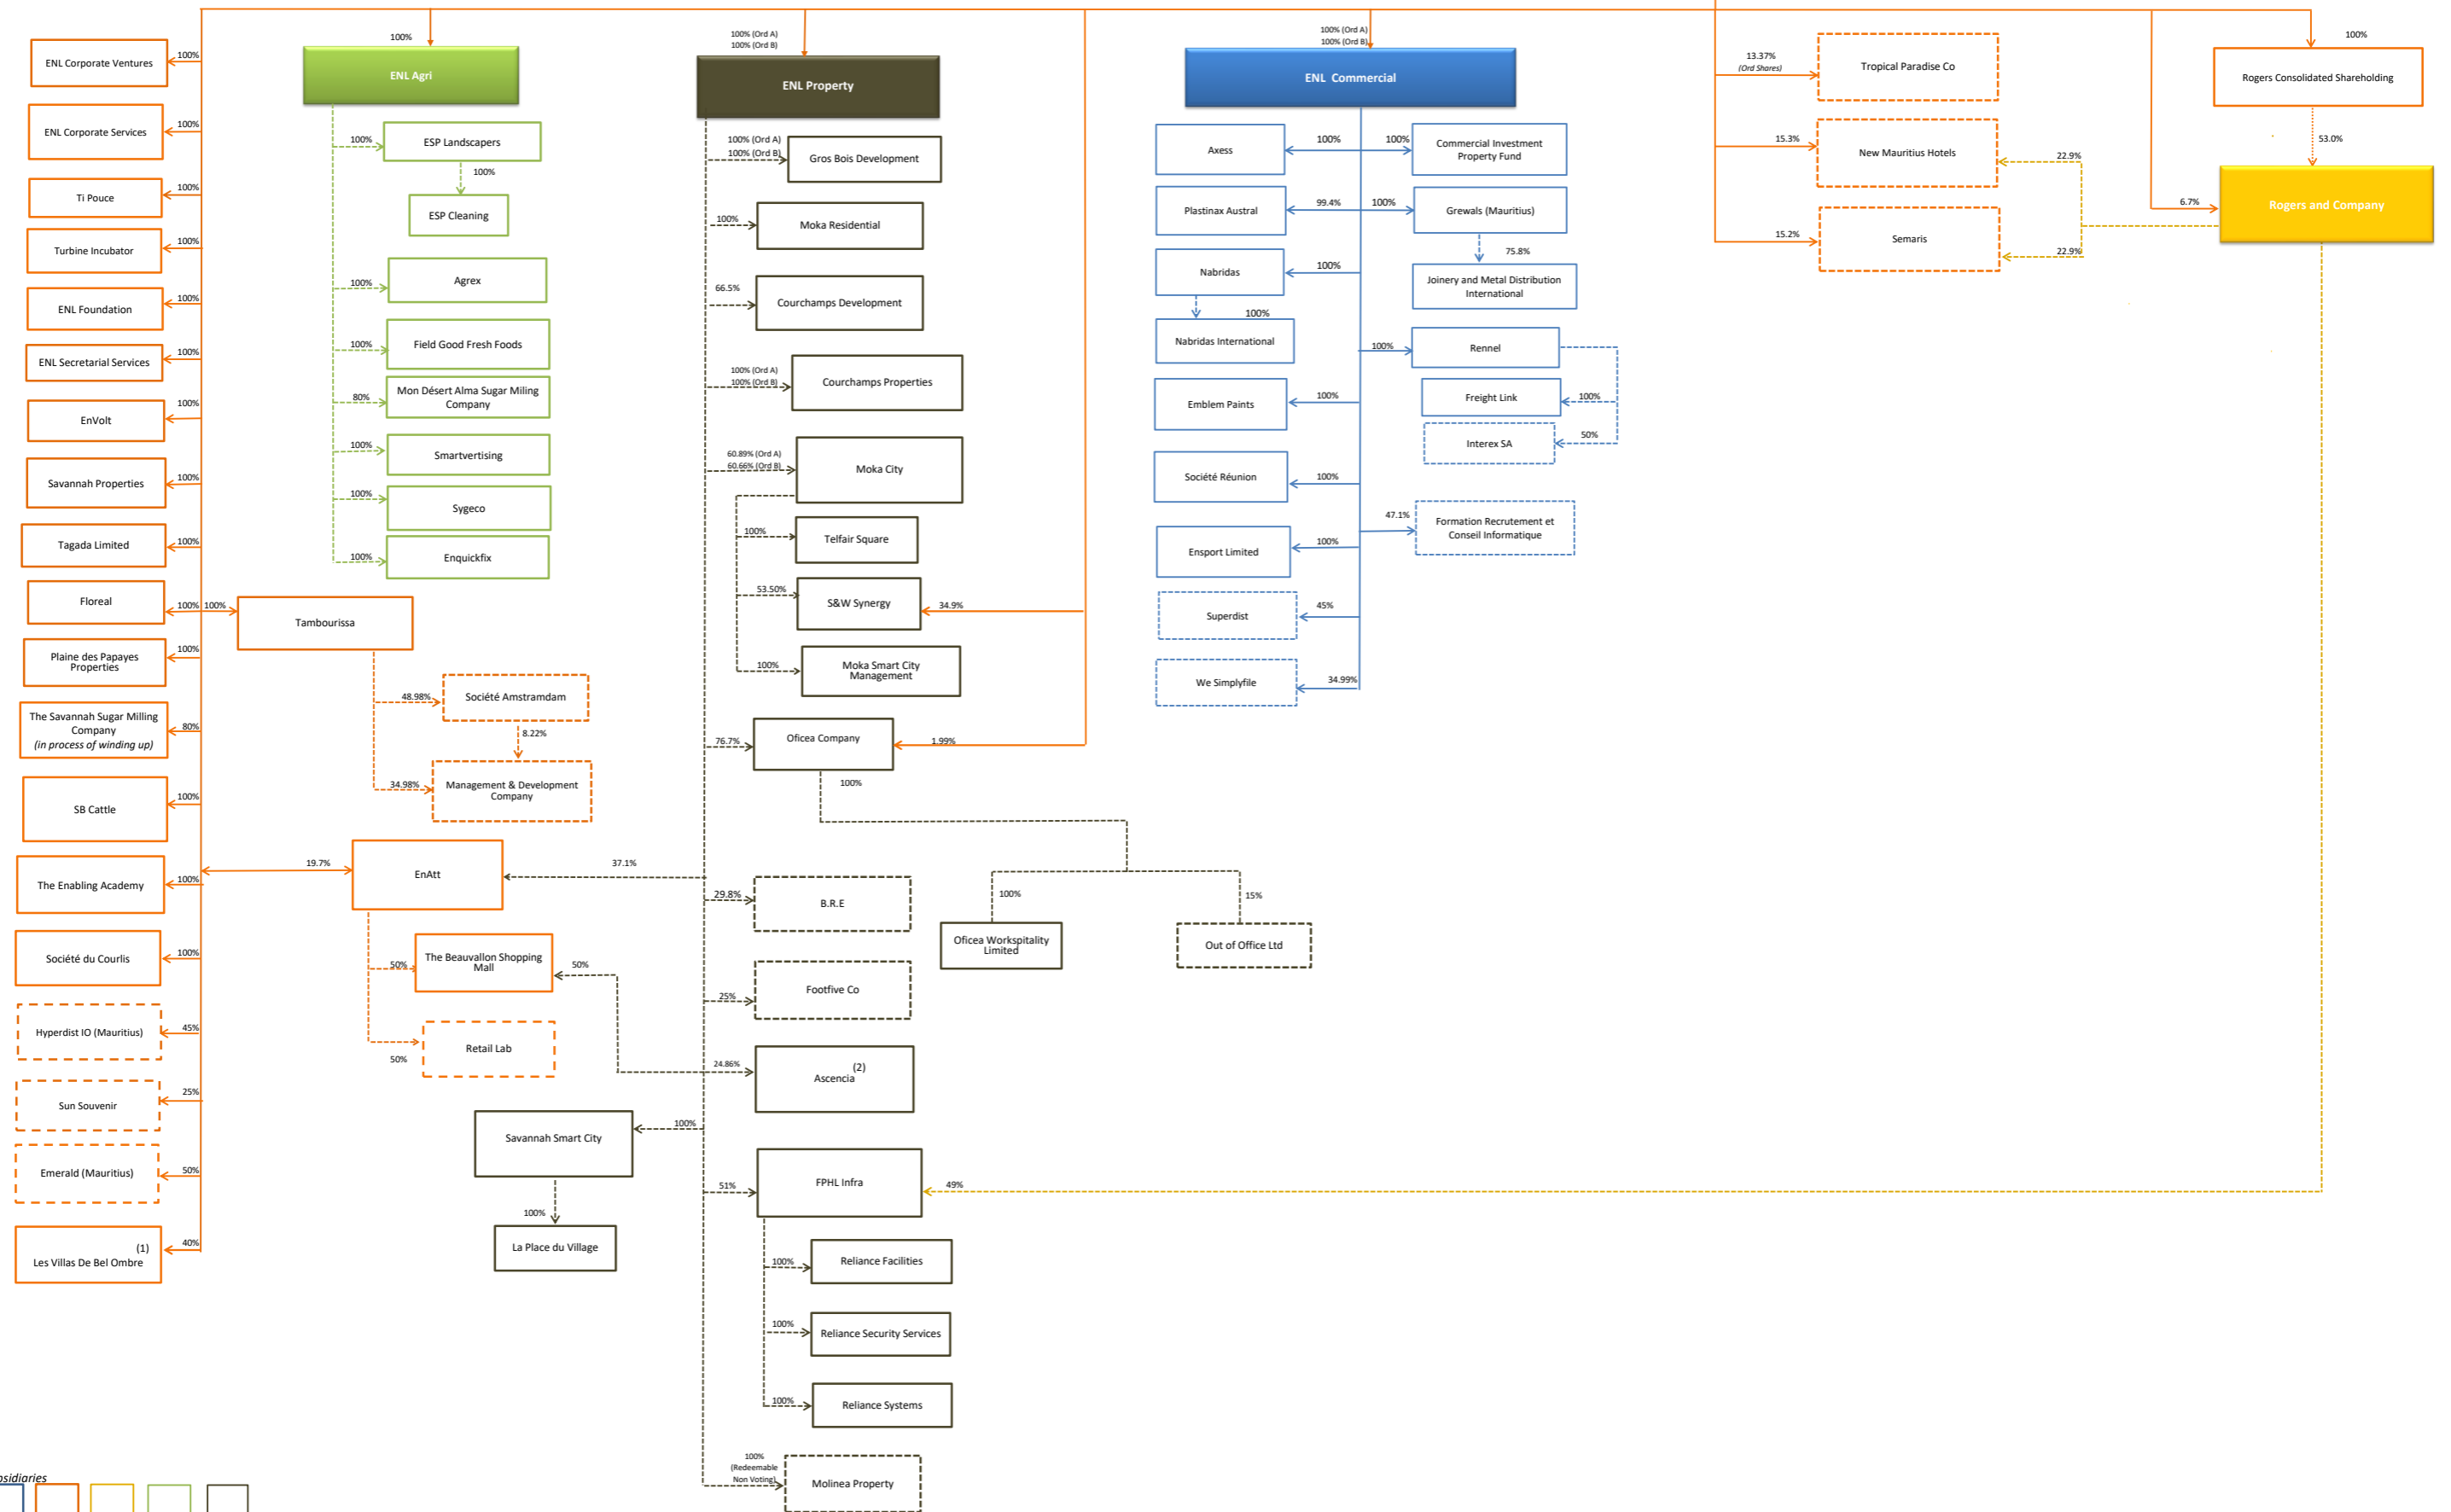 ENL Corporate Ventures
100%
ENL Corporate Services
100%
Ti Pouce
100%
Turbine Incubator
100%
ENL Foundation
100%
ENL Secretarial Services
100%
EnVolt
100%
Savannah Properties
100%
Tagada Limited
100%
Floreal
100%
100%
Tambourissa
Plaine des Papayes
Properties
100%
The Savannah Sugar Milling
Company
(in process of winding up)
80%
SB Cattle
100%
The Enabling Academy
100%
Société du Courlis
100%
Hyperdist IO (Mauritius)
45%
Sun Souvenir
25%
Emerald (Mauritius)
50%
(1)
Les Villas De Bel Ombre
40%
48.98%
Société Amstramdam
8.22%
34.98%
Management & Development
Company
19.7%
EnAtt
37.1%
50%
The Beauvallon Shopping
Mall
50%
50%
Retail Lab
100%
ENL Agri
100%
ESP Landscapers
100%
ESP Cleaning
100%
Agrex
100%
Field Good Fresh Foods
80%
Mon Désert Alma Sugar Miling
Company
100%
Smartvertising
100%
Sygeco
100%
Enquickfix
100% (Ord A)
100% (Ord B)
ENL Property
100% (Ord A)
100% (Ord B)
Gros Bois Development
100%
Moka Residential
66.5%
Courchamps Development
100% (Ord A)
100% (Ord B)
Courchamps Properties
60.89% (Ord A)
60.66% (Ord B)
Moka City
100%
Telfair Square
53.50%
S&W Synergy
34.9%
100%
Moka Smart City
Management
76.7%
Oficea Company
1.99%
100%
100%
Oficea Workspitality
Limited
15%
Out of Office Ltd
29.8%
B.R.E
25%
Footfive Co
24.86%
(2)
Ascencia
100%
Savannah Smart City
100%
La Place du Village
51%
FPHL Infra
49%
100%
Reliance Facilities
100%
Reliance Security Services
100%
Reliance Systems
100%
(Redeemable
Non Voting)
Molinea Property
100% (Ord A)
100% (Ord B)
ENL Commercial
Axess
100%
100%
Commercial Investment
Property Fund
Plastinax Austral
99.4%
100%
Grewals (Mauritius)
75.8%
Joinery and Metal Distribution
International
Nabridas
100%
100%
Nabridas International
100%
Rennel
Freight Link
100%
Interex SA
50%
Emblem Paints
100%
Société Réunion
100%
47.1%
Formation Recrutement et
Conseil Informatique
Ensport Limited
100%
Superdist
45%
We Simplyfile
34.99%
13.37%
(Ord Shares)
Tropical Paradise Co
15.3%
New Mauritius Hotels
22.9%
15.2%
Semaris
22.9%
100%
Rogers Consolidated Shareholding
53.0%
6.7%
Rogers and Company